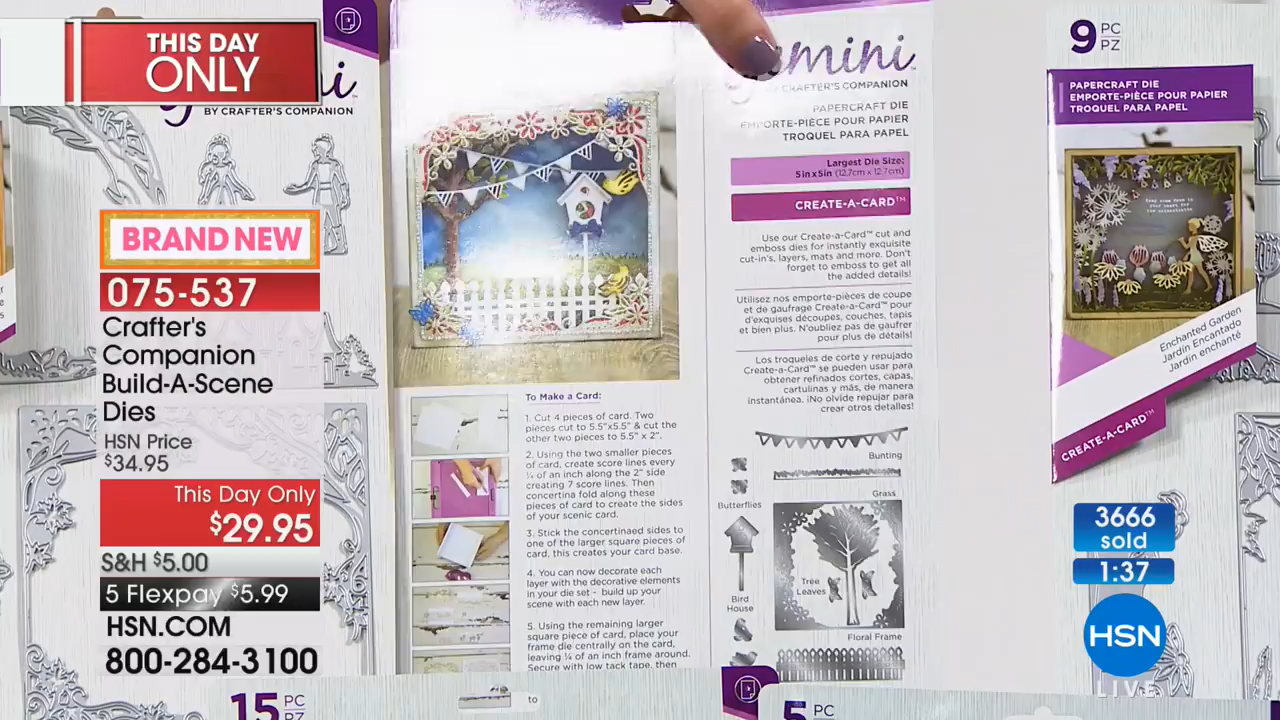 THIS DAY
ONLY
BY CRAFTER'S COMPANION
BRAND NEW
075-537
Crafter's
Companion
Build-A-Scene
Dies
HSN Price
$34.95
This Day Only
$29.95
S&H $5.00
5 Flexpay $5.99
HSN.COM
800-284-3100
15 PC
PZ
To Make a Card:
1. Cut 4 pieces of card. Two
pieces cut to 5.5"x5.5" & cut the
other two pieces to 5.5" x 2".
2. Using the two smaller pieces
of card, create score lines every
¼ of an inch along the 2" side
creating 7 score lines. Then
concertina fold along these
pieces of card to create the sides
of your scenic card.
3. Stick the concertinaed sides to
one of the larger square pieces of
card, this creates your card base.
4. You can now decorate each
layer with the decorative elements
in your die set - build up your
scene with each new layer.
5. Using the remaining larger
square piece of card, place your
frame die centrally on the card,
leaving ¼ of an inch frame around.
Secure with low tack tape, then
to
gemini
BY CRAFTER'S COMPANION
PAPERCRAFT DIE
EMPORTE-PIÈCE POUR PAPIER
TROQUEL PARA PAPEL
Largest Die Size:
5in x 5in (12.7cm x 12.7cm)
CREATE-A-CARD™
Use our Create-a-Card™ cut and
emboss dies for instantly exquisite
cut-in's, layers, mats and more. Don't
forget to emboss to get all
the added details!
Utilisez nos emporte-pièces de coupe
et de gaufrage Create-a-Card™ pour
d'exquises découpes, couches, tapis
et bien plus. N'oubliez pas de gaufrer
pour plus de détails!
Los troqueles de corte y repujado
Create-a-Card™ se pueden usar para
obtener refinados cortes, capas,
cartulinas y más, de manera
instantánea. ¡No olvide repujar para
crear otros detalles!
Bunting
Grass
Butterflies
Bird
House
Tree
Leaves
Floral Frame
5 PC
9 PC
PZ
PAPERCRAFT DIE
EMPORTE-PIÈCE POUR PAPIER
TROQUEL PARA PAPEL
Enchanted Garden
Jardín Encantado
Jardin enchanté
CREATE-A-CARD™
3666
sold
1:37
HSN
LIVE